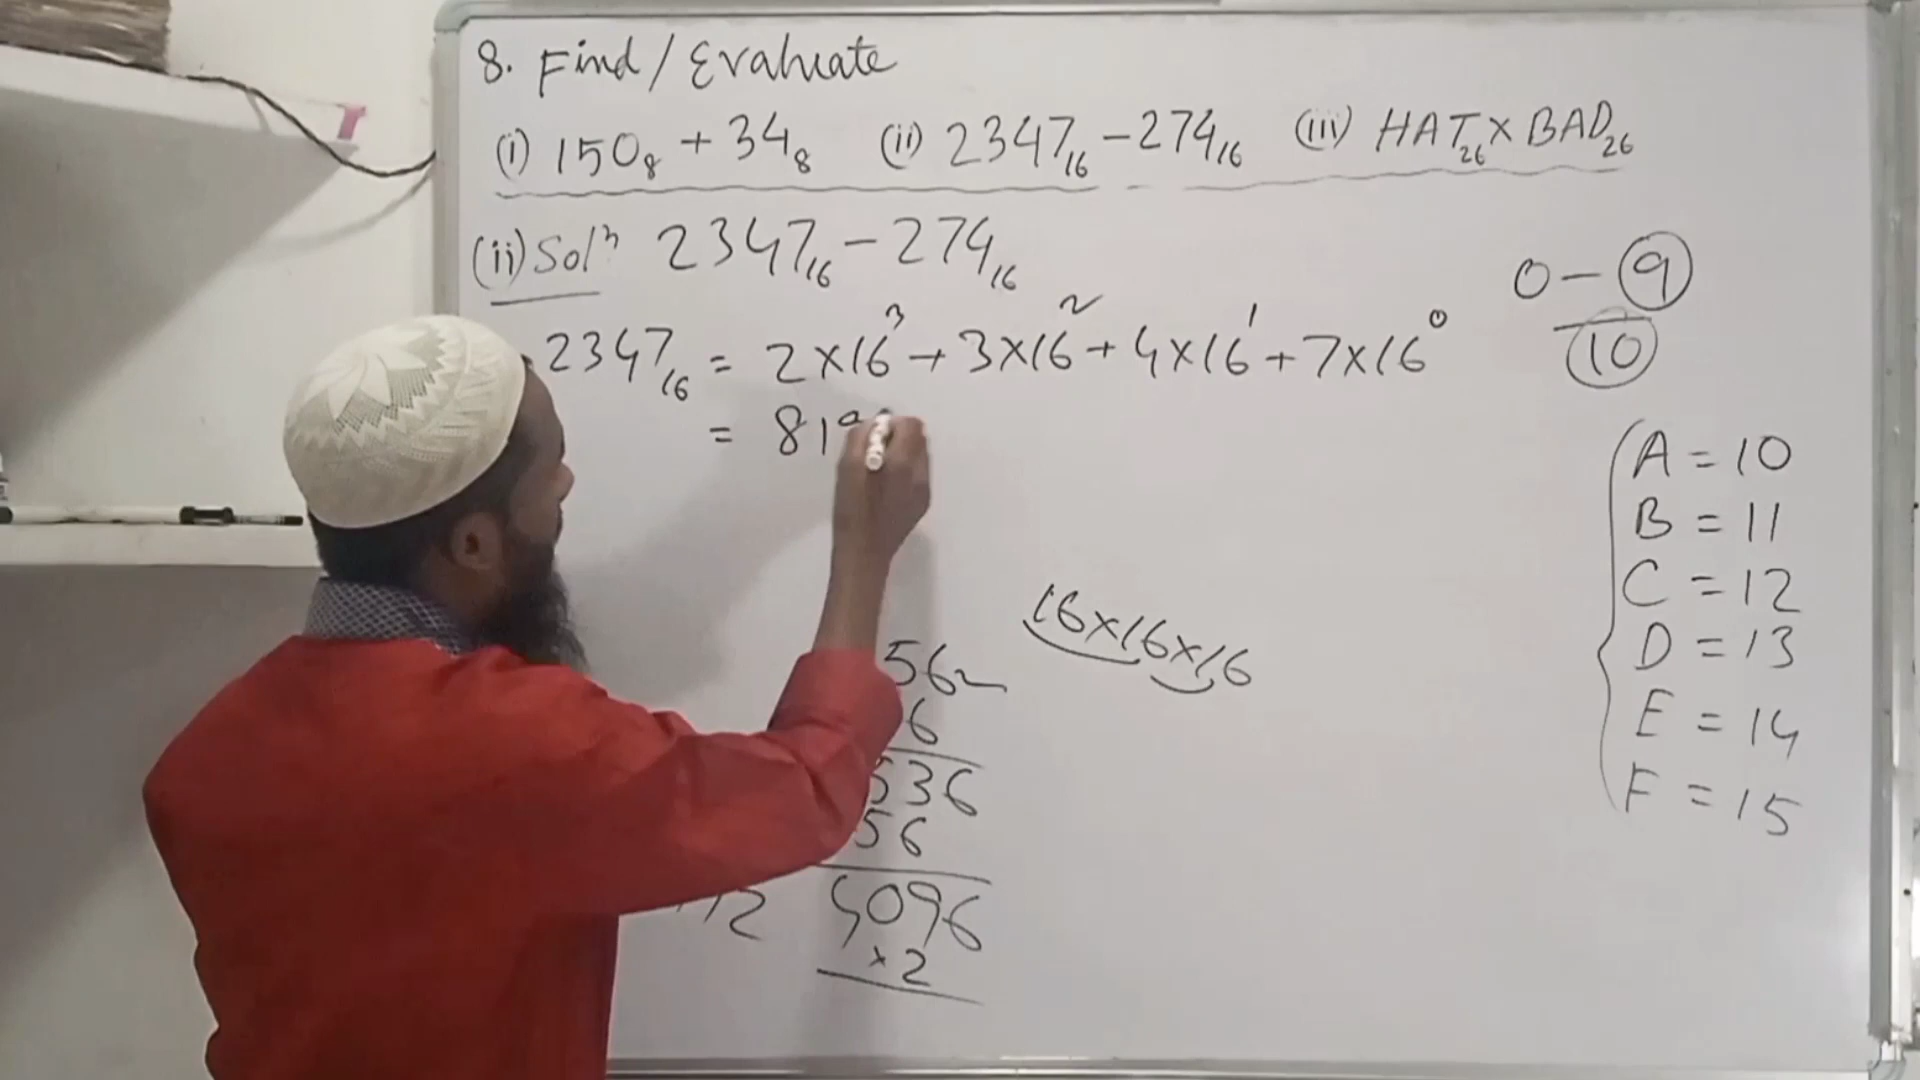 8. Find / Evaluate
(i) 150₈ + 34₈ (ii) 2347₁₆ - 274₁₆ (iii) HAT₂₆ × BAD₂₆
(ii) Solⁿ 2347₁₆ - 274₁₆
2347₁₆ = 2×16³ + 3×16² + 4×16¹ + 7×16⁰
= 819
0 - 9
10
A = 10
B = 11
C = 12
D = 13
E = 14
F = 15
16×16×16
56
6
536
56
4096
×2